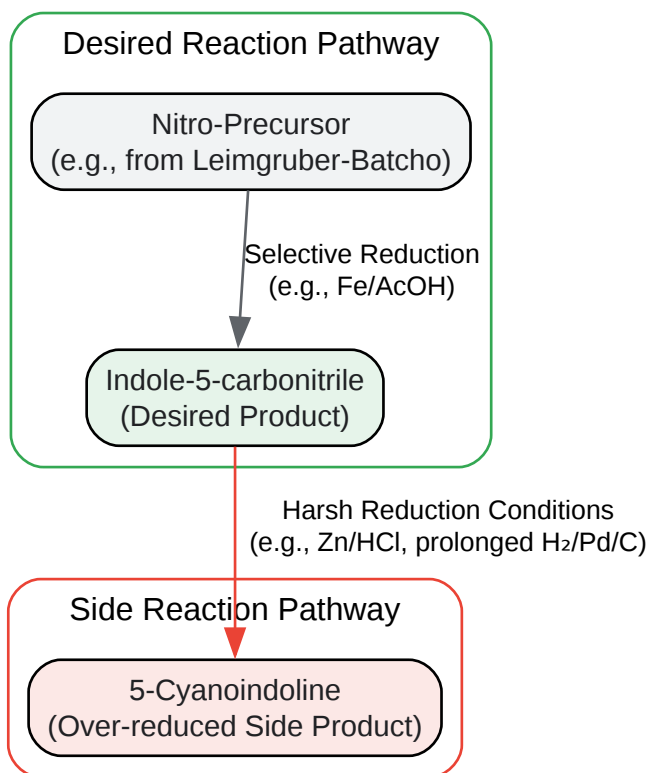 Desired Reaction Pathway
Nitro-Precursor
(e.g., from Leimgruber-Batcho)
Selective Reduction
(e.g., Fe/AcOH)
Indole-5-carbonitrile
(Desired Product)
Harsh Reduction Conditions
(e.g., Zn/HCl, prolonged H₂/Pd/C)
Side Reaction Pathway
5-Cyanoindoline
(Over-reduced Side Product)